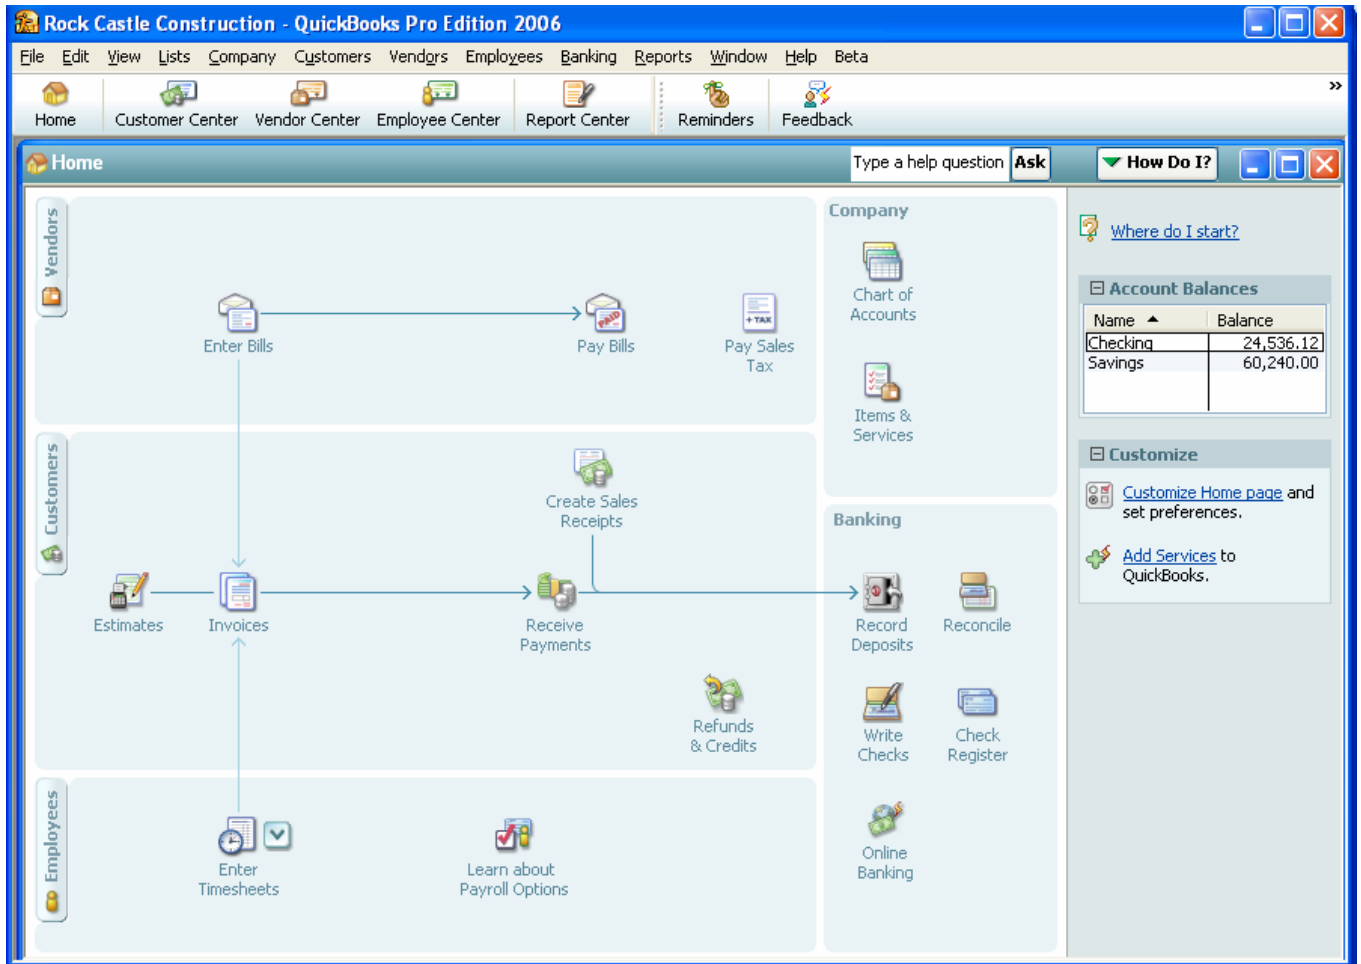 Rock Castle Construction - QuickBooks Pro Edition 2006
File Edit View Lists Company Customers Vendors Employees Banking Reports Window Help Beta
Home Customer Center Vendor Center Employee Center Report Center Reminders Feedback »
Home Type a help question Ask How Do I?
Vendors
Enter Bills
Pay Bills
+ TAX
Pay Sales
Tax
PAID
Customers
Create Sales
Receipts
Estimates
Invoices
Receive
Payments
Refunds
& Credits
Employees
Enter
Timesheets
Learn about
Payroll Options
Company
Chart of
Accounts
Items &
Services
Banking
Record
Deposits
Reconcile
Write
Checks
Check
Register
Online
Banking
Where do I start?
Account Balances
Name Balance
Checking 24,536.12
Savings 60,240.00
Customize
Customize Home page and
set preferences.
Add Services to
QuickBooks.